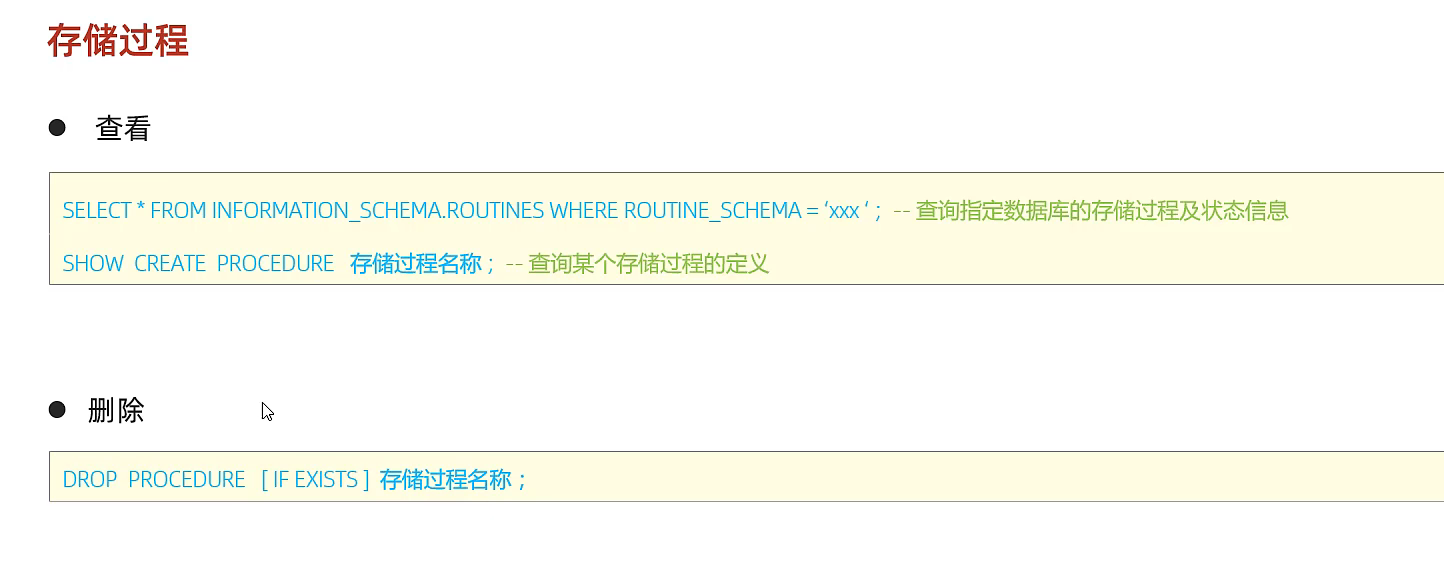 存储过程
● 查看
SELECT * FROM INFORMATION_SCHEMA.ROUTINES WHERE ROUTINE_SCHEMA = ‘xxx ‘ ; -- 查询指定数据库的存储过程及状态信息
SHOW CREATE PROCEDURE 存储过程名称 ; -- 查询某个存储过程的定义
● 删除
DROP PROCEDURE [ IF EXISTS ] 存储过程名称 ;